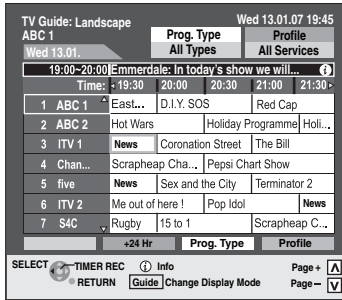 TV Guide: Landscape Wed 13.01.07 19:45
ABC 1 Prog. Type Profile
Wed 13.01. All Types All Services
19:00~20:00 Emmerdale: In today's show we will... i
Time: 19:30 20:00 20:30 21:00 21:30
1 ABC 1 East... D.I.Y. SOS Red Cap
2 ABC 2 Hot Wars Holiday Programme Holi...
3 ITV 1 News Coronation Street The Bill
4 Chan... Scrapheap Cha... Pepsi Chart Show
5 five News Sex and the City Terminator 2
6 ITV 2 Me out of here ! Pop Idol News
7 S4C Rugby 15 to 1 Scrapheap C...
+24 Hr Prog. Type Profile
SELECT TIMER REC i Info Page +
RETURN Guide Change Display Mode Page –